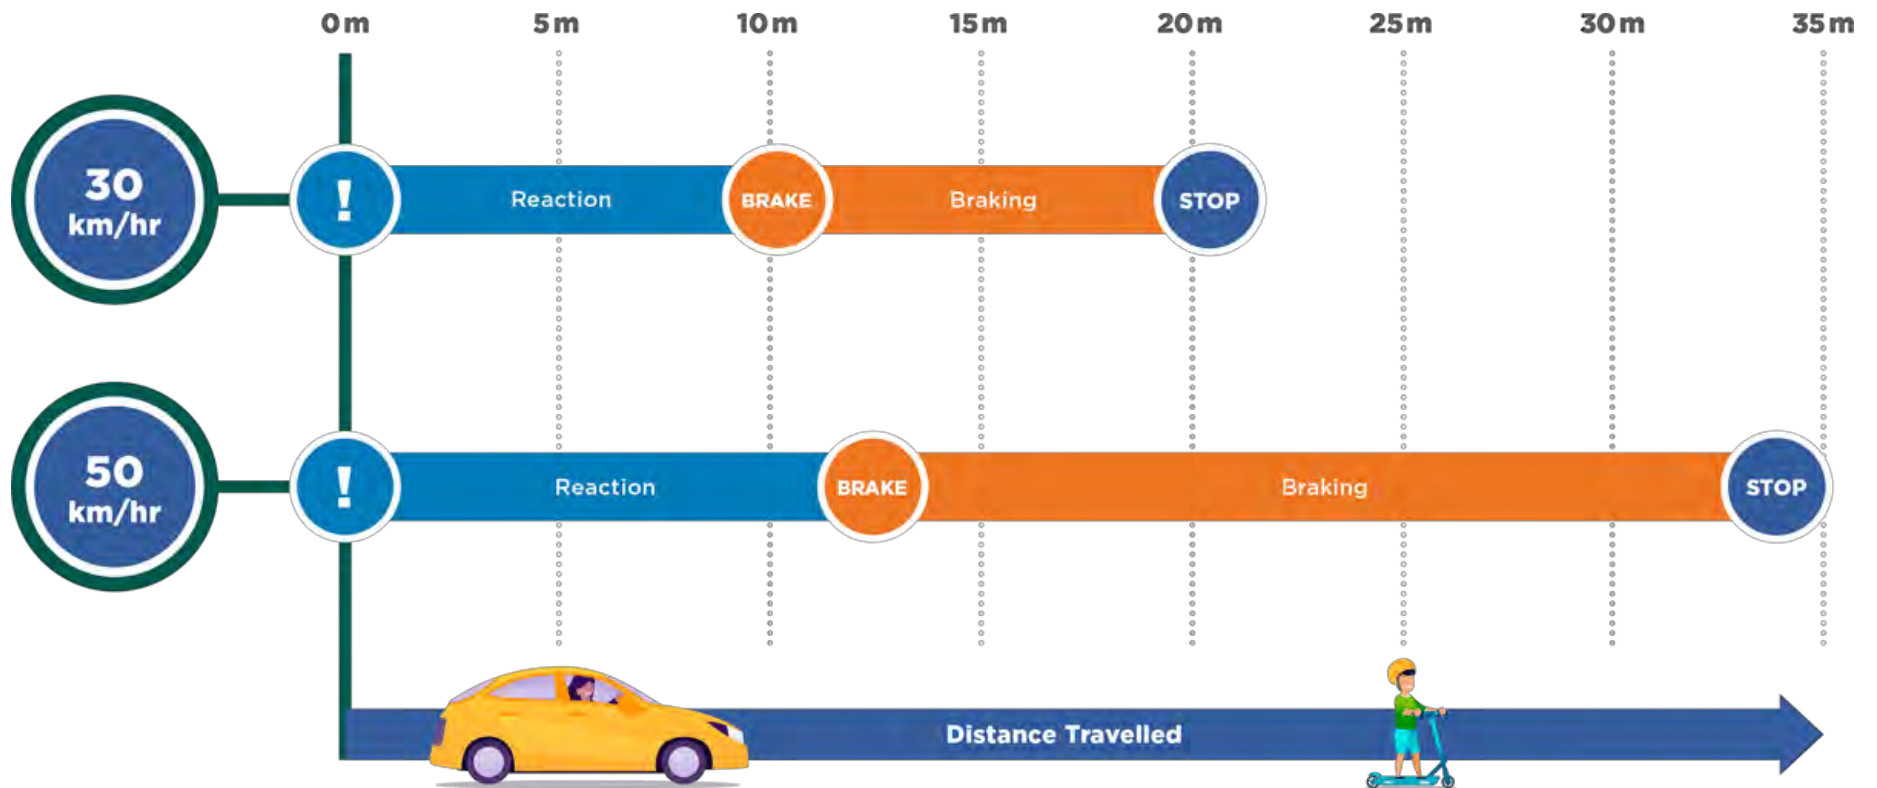 0m 5m 10m 15m 20m 25m 30m 35m
30
km/hr
! Reaction BRAKE Braking STOP
50
km/hr
! Reaction BRAKE Braking STOP
Distance Travelled